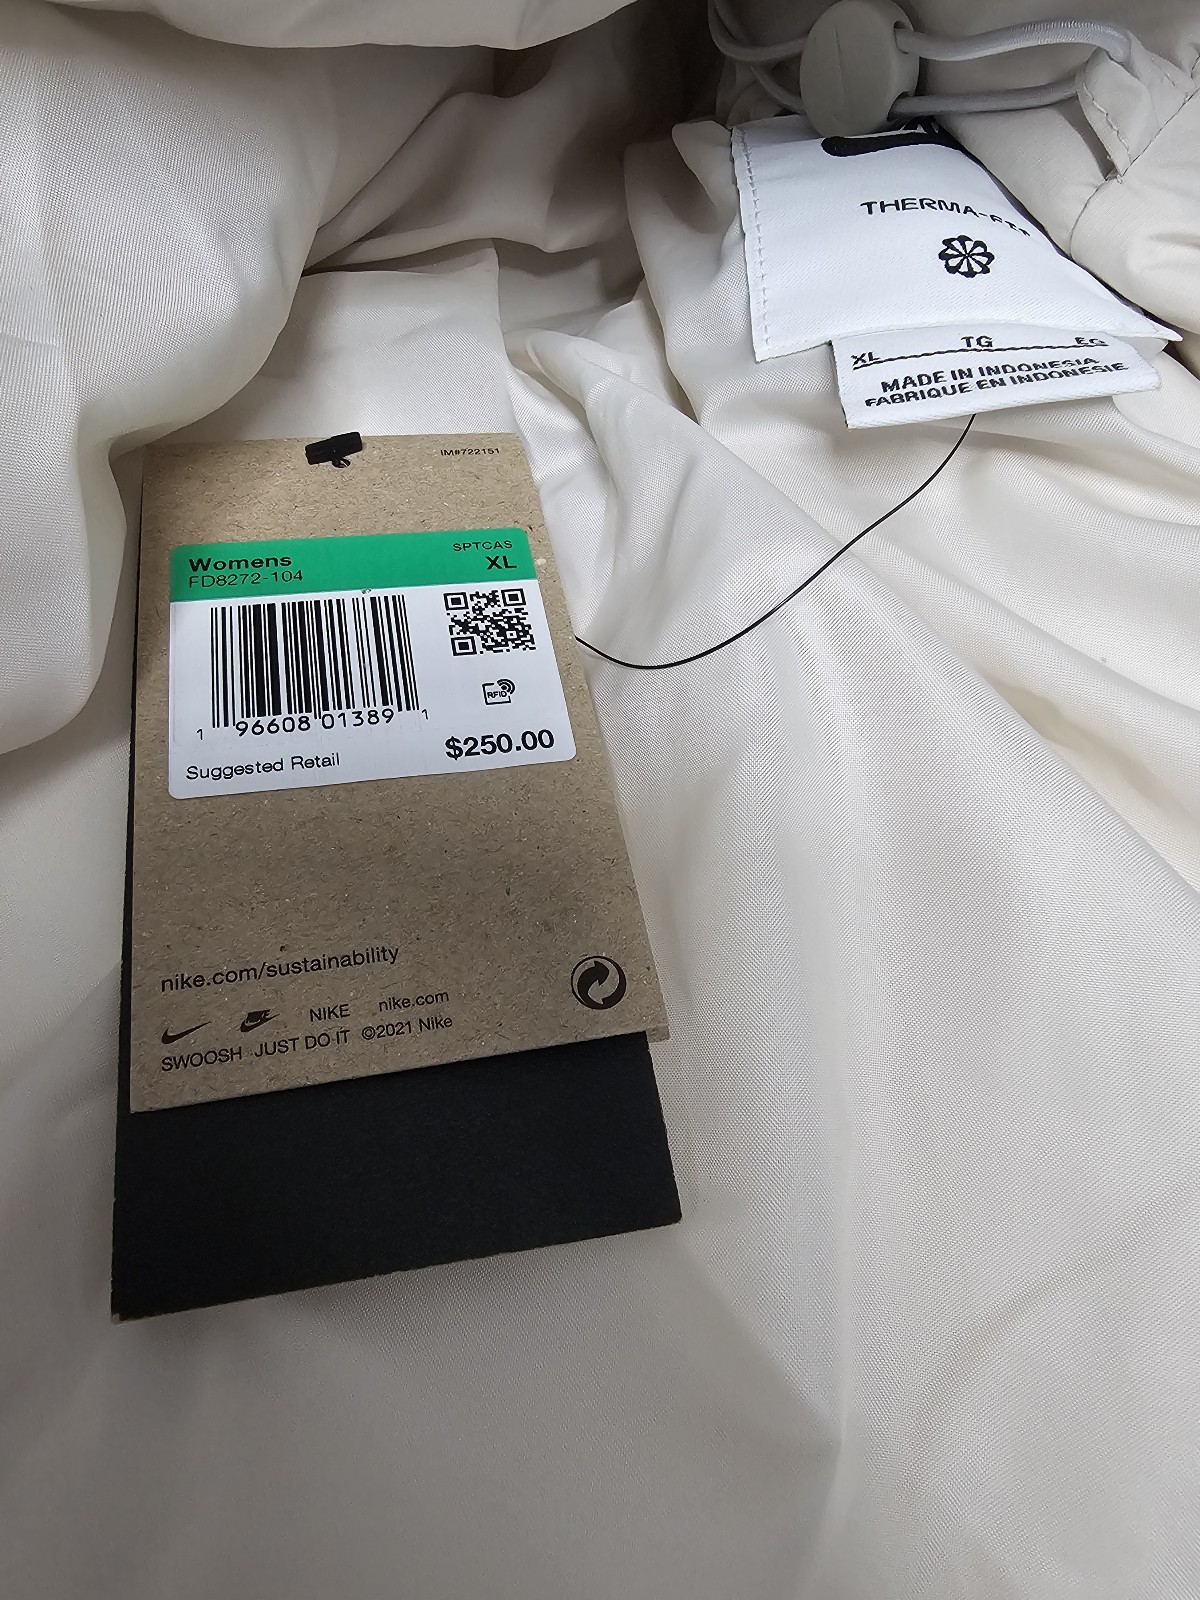 THERMA-FIT
XL TG EG
MADE IN INDONESIA
FABRIQUE EN INDONESIE
IM#722151
Womens SPTCAS
FD8272-104 XL
RFID
1 96608 01389 1
Suggested Retail $250.00
nike.com/sustainability
NIKE nike.com
SWOOSH JUST DO IT ©2021 Nike